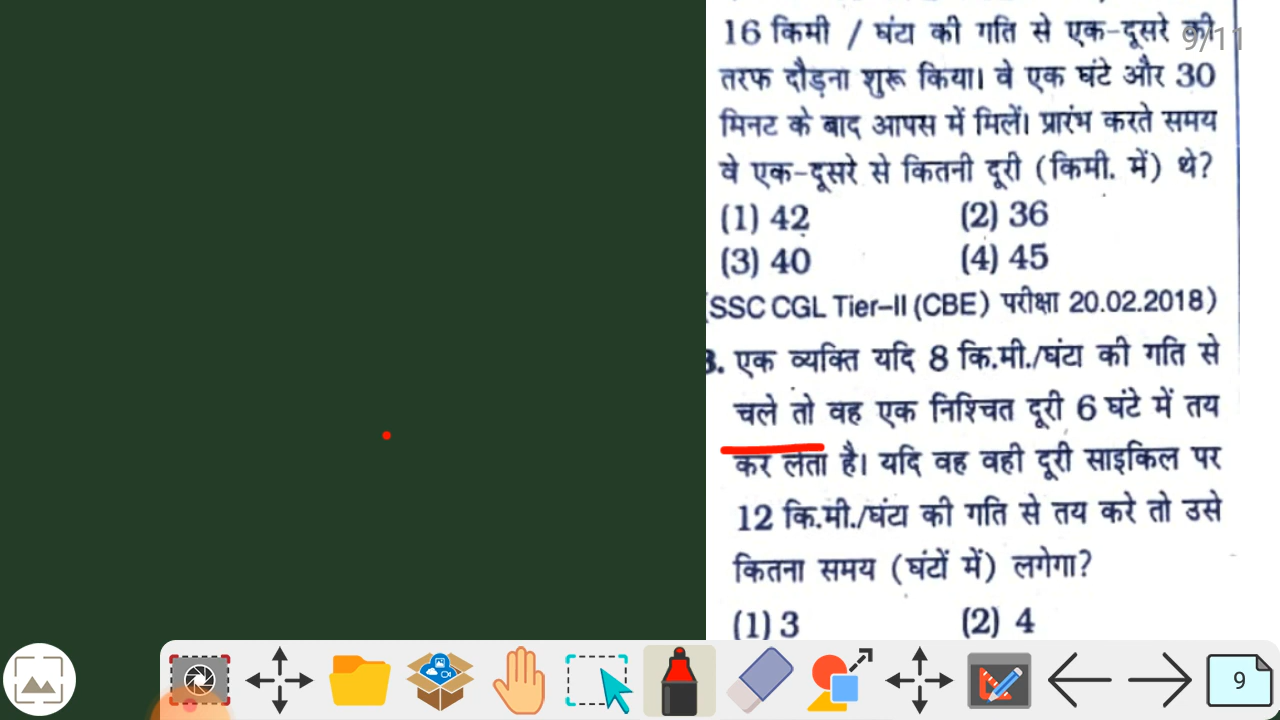 16 किमी / घंटा की गति से एक-दूसरे की
9/11
तरफ दौड़ना शुरू किया। वे एक घंटे और 30
मिनट के बाद आपस में मिलें। प्रारंभ करते समय
वे एक-दूसरे से कितनी दूरी (किमी. में) थे?
(1) 42 (2) 36
(3) 40 (4) 45
(SSC CGL Tier-II (CBE) परीक्षा 20.02.2018)
3. एक व्यक्ति यदि 8 कि.मी./घंटा की गति से
चले तो वह एक निश्चित दूरी 6 घंटे में तय
कर लेता है। यदि वह वही दूरी साइकिल पर
12 कि.मी./घंटा की गति से तय करे तो उसे
कितना समय (घंटों में) लगेगा?
(1) 3 (2) 4
9